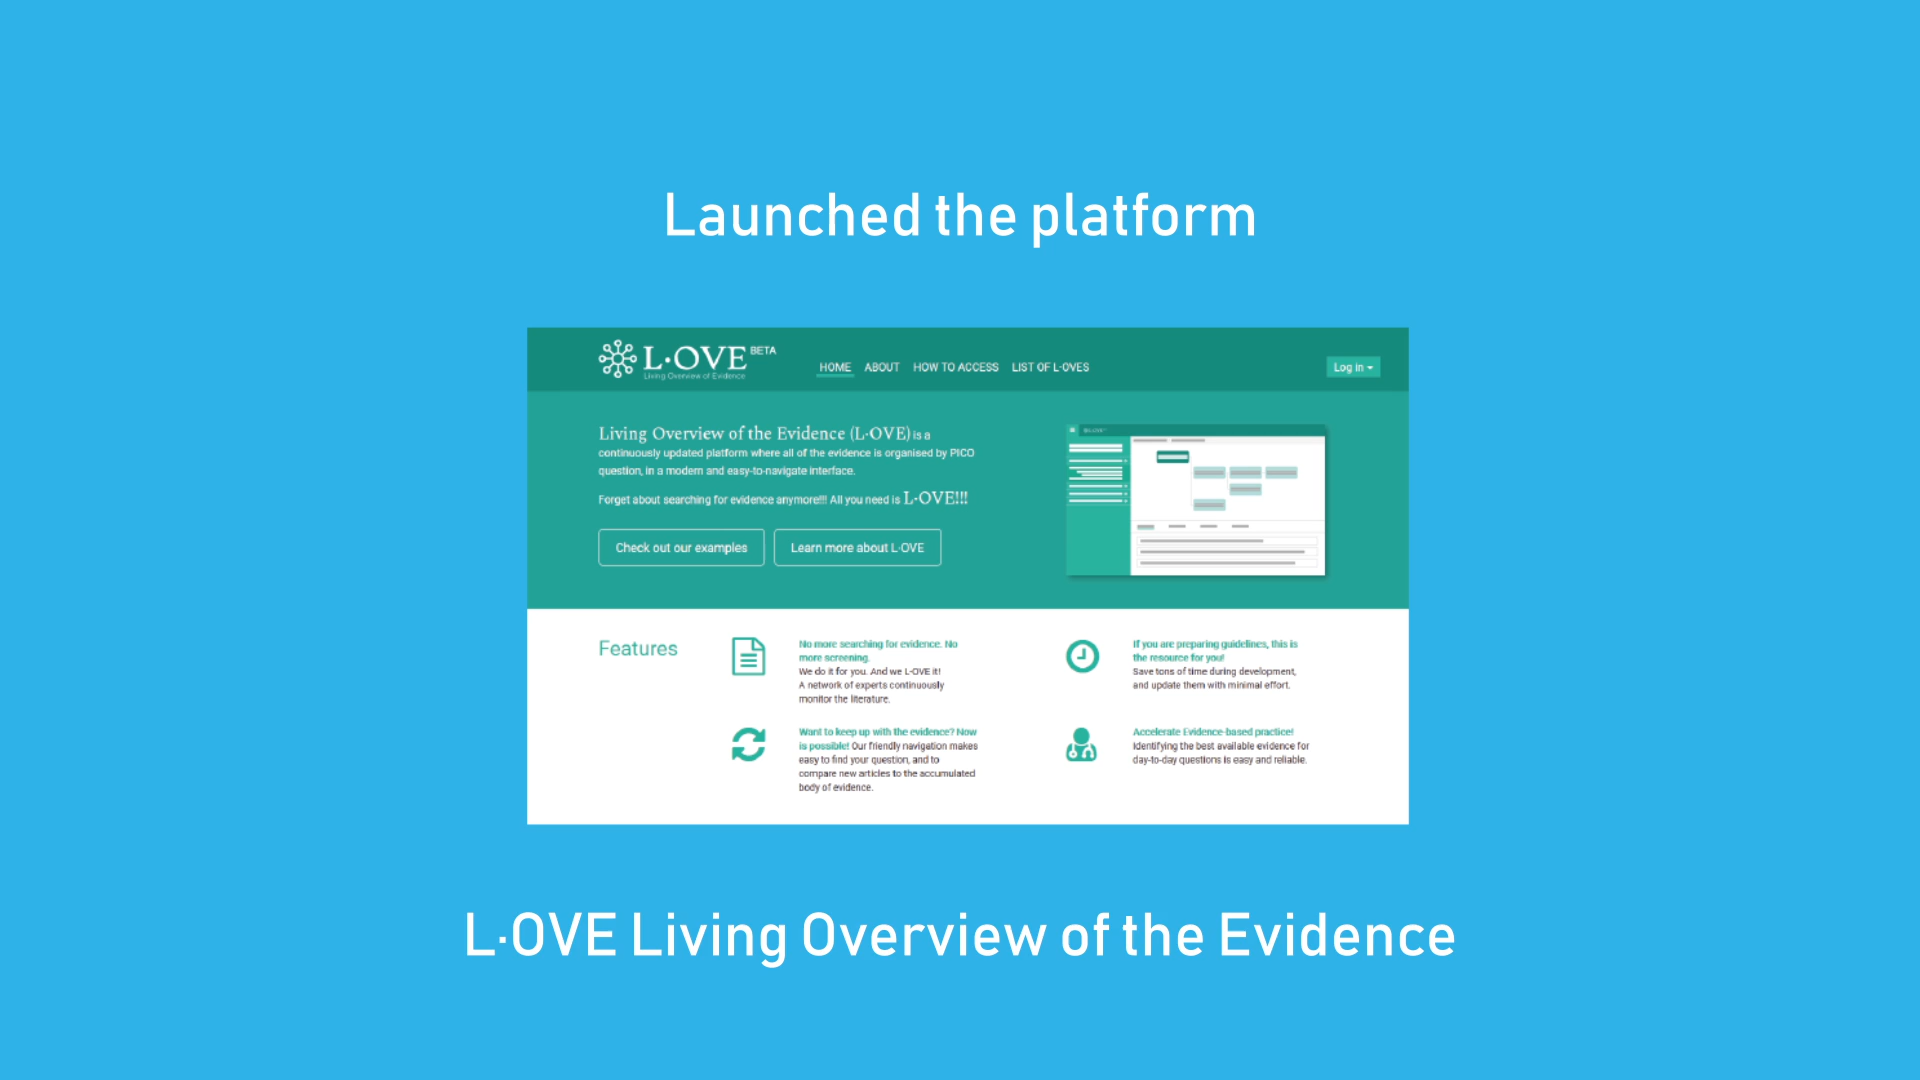 Launched the platform
L·OVE BETA
Living Overview of Evidence
HOME ABOUT HOW TO ACCESS LIST OF L·OVES
Log in
Living Overview of the Evidence (L·OVE) is a
continuously updated platform where all of the evidence is organised by PICO
question, in a modern and easy-to-navigate interface.
Forget about searching for evidence anymore!!! All you need is L·OVE!!!
Check out our examples
Learn more about L·OVE
Features
No more searching for evidence. No
more screening.
We do it for you. And we L·OVE it!
A network of experts continuously
monitor the literature.
If you are preparing guidelines, this is
the resource for you!
Save tons of time during development,
and update them with minimal effort.
Want to keep up with the evidence? Now
is possible! Our friendly navigation makes
easy to find your question, and to
compare new articles to the accumulated
body of evidence.
Accelerate Evidence-based practice!
Identifying the best available evidence for
day-to-day questions is easy and reliable.
L·OVE Living Overview of the Evidence